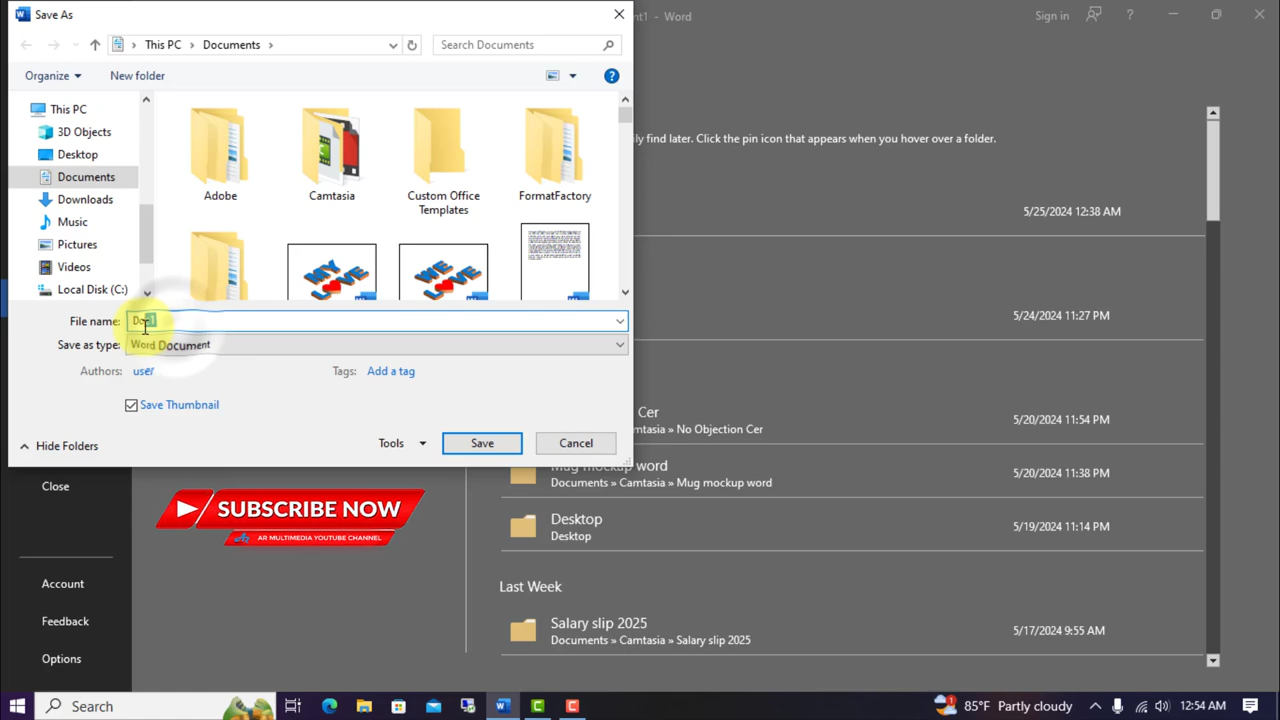 Save As
nt1 - Word
Sign in
?
This PC
Documents
Search Documents
Organize
New folder
?
This PC
3D Objects
Desktop
Documents
Downloads
Music
Pictures
Videos
Local Disk (C:)
Adobe
Camtasia
Custom Office
Templates
FormatFactory
MY
LOVE
WE
LOVE
File name:
Save as type:
Word Document
Authors:
user
Tags:
Add a tag
Save Thumbnail
Hide Folders
Tools
Save
Cancel
ily find later. Click the pin icon that appears when you hover over a folder.
5/25/2024 12:38 AM
5/24/2024 11:27 PM
Cer
mtasia » No Objection Cer
5/20/2024 11:54 PM
Mug mockup word
Documents » Camtasia » Mug mockup word
5/20/2024 11:38 PM
Desktop
Desktop
5/19/2024 11:14 PM
Last Week
Salary slip 2025
Documents » Camtasia » Salary slip 2025
5/17/2024 9:55 AM
Close
Account
Feedback
Options
SUBSCRIBE NOW
AR MULTIMEDIA YOUTUBE CHANNEL
Search
85°F Partly cloudy
12:54 AM